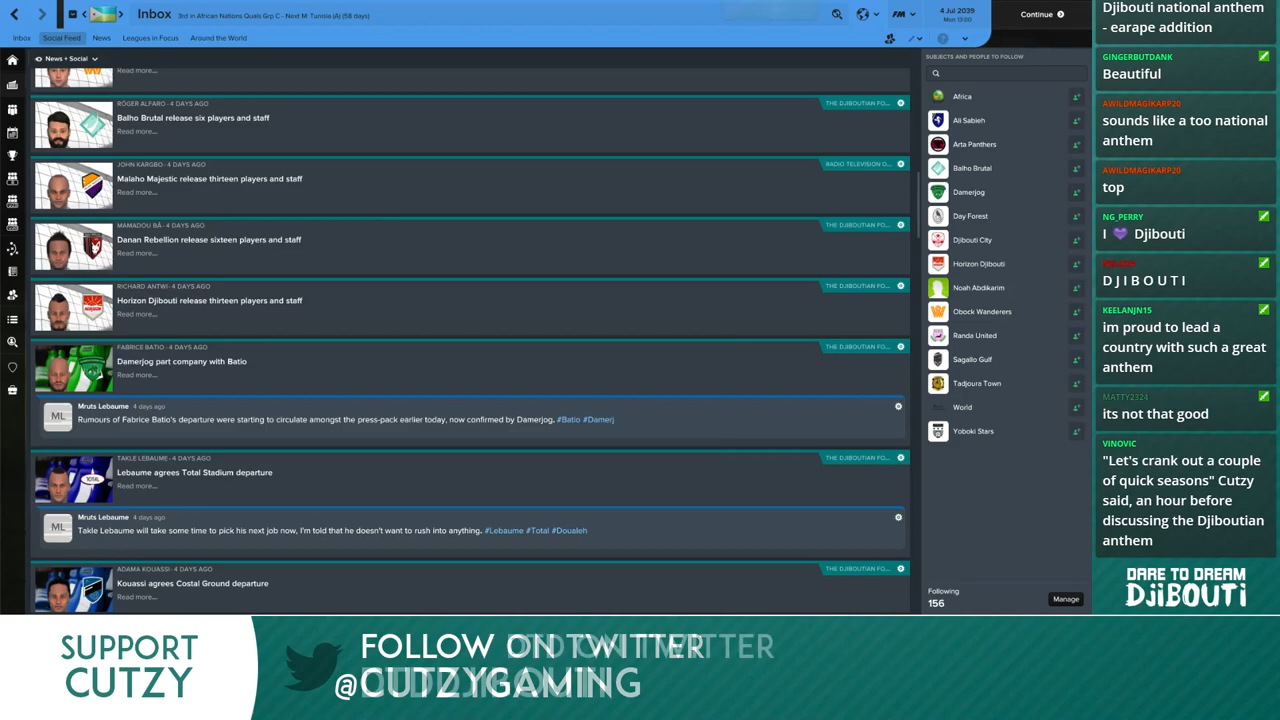 Inbox
3rd in African Nations Quals Grp C - Next M: Tunisia (A) (58 days)
FM
4 Jul 2039
Mon 13:00
Continue
Inbox Social Feed News Leagues in Focus Around the World
News + Social
Read more...
RÓGER ALFARO - 4 DAYS AGO
THE DJIBOUTIAN FO...
Balho Brutal release six players and staff
Read more...
JOHN KARGBO - 4 DAYS AGO
RADIO TELEVISION D...
Malaho Majestic release thirteen players and staff
Read more...
MAMADOU BÂ - 4 DAYS AGO
THE DJIBOUTIAN FO...
Danan Rebellion release sixteen players and staff
Read more...
RICHARD ANTWI - 4 DAYS AGO
THE DJIBOUTIAN FO...
Horizon Djibouti release thirteen players and staff
Read more...
FABRICE BATIO - 4 DAYS AGO
THE DJIBOUTIAN FO...
Damerjog part company with Batio
Read more...
ML
Mruts Lebaume 4 days ago
Rumours of Fabrice Batio's departure were starting to circulate amongst the press-pack earlier today, now confirmed by Damerjog. #Batio #Damerj
TAKLE LEBAUME - 4 DAYS AGO
THE DJIBOUTIAN FO...
TOTAL
Lebaume agrees Total Stadium departure
Read more...
ML
Mruts Lebaume 4 days ago
Takle Lebaume will take some time to pick his next job now, I'm told that he doesn't want to rush into anything. #Lebaume #Total #Doualeh
ADAMA KOUASSI - 4 DAYS AGO
THE DJIBOUTIAN FO...
Kouassi agrees Costal Ground departure
Read more...
SUBJECTS AND PEOPLE TO FOLLOW
Africa
Ali Sabieh
Arta Panthers
Balho Brutal
Damerjog
Day Forest
Djibouti City
Horizon Djibouti
Noah Abdikarim
Obock Wanderers
Randa United
Sagallo Gulf
Tadjoura Town
World
Yoboki Stars
Following
156
Manage
Djibouti national anthem
- earape addition
GINGERBUTDANK
Beautiful
AWILDMAGIKARP20
sounds like a too national
anthem
AWILDMAGIKARP20
top
NG_PERRY
I 💜 Djibouti
D J I B O U T I
KEELANJN15
im proud to lead a
country with such a great
anthem
MATTY2324
its not that good
VINOVIC
"Let's crank out a couple
of quick seasons" Cutzy
said, an hour before
discussing the Djiboutian
anthem
DARE TO DREAM
DJIBOUTI
SUPPORT
CUTZY
FOLLOW ON TWITTER
@CUTZYGAMING